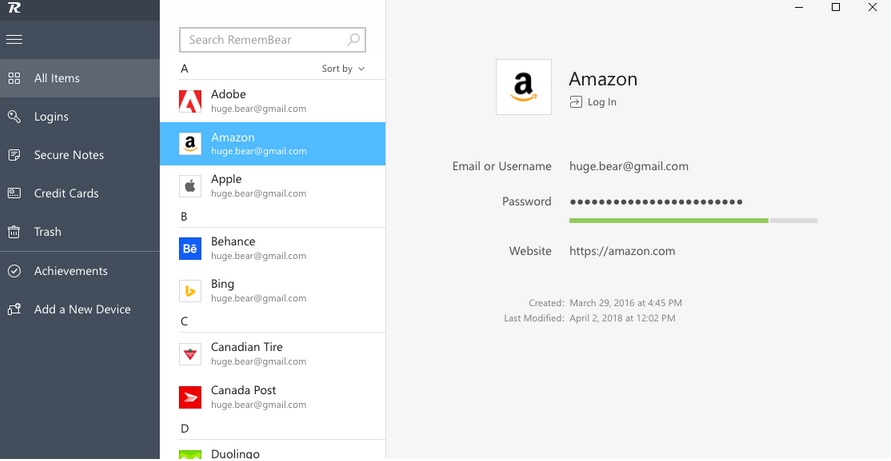 All Items
Logins
Secure Notes
Credit Cards
Trash
Achievements
Add a New Device
Search RememBear
A
Sort by
Adobe
huge.bear@gmail.com
Amazon
huge.bear@gmail.com
Apple
huge.bear@gmail.com
B
Bē
Behance
huge.bear@gmail.com
Bing
huge.bear@gmail.com
C
Canadian Tire
huge.bear@gmail.com
Canada Post
huge.bear@gmail.com
D
Duolingo
a
Amazon
Log In
Email or Username huge.bear@gmail.com
Password ●●●●●●●●●●●●●●●●●●●●●●●●
Website https://amazon.com
Created: March 29, 2016 at 4:45 PM
Last Modified: April 2, 2018 at 12:02 PM